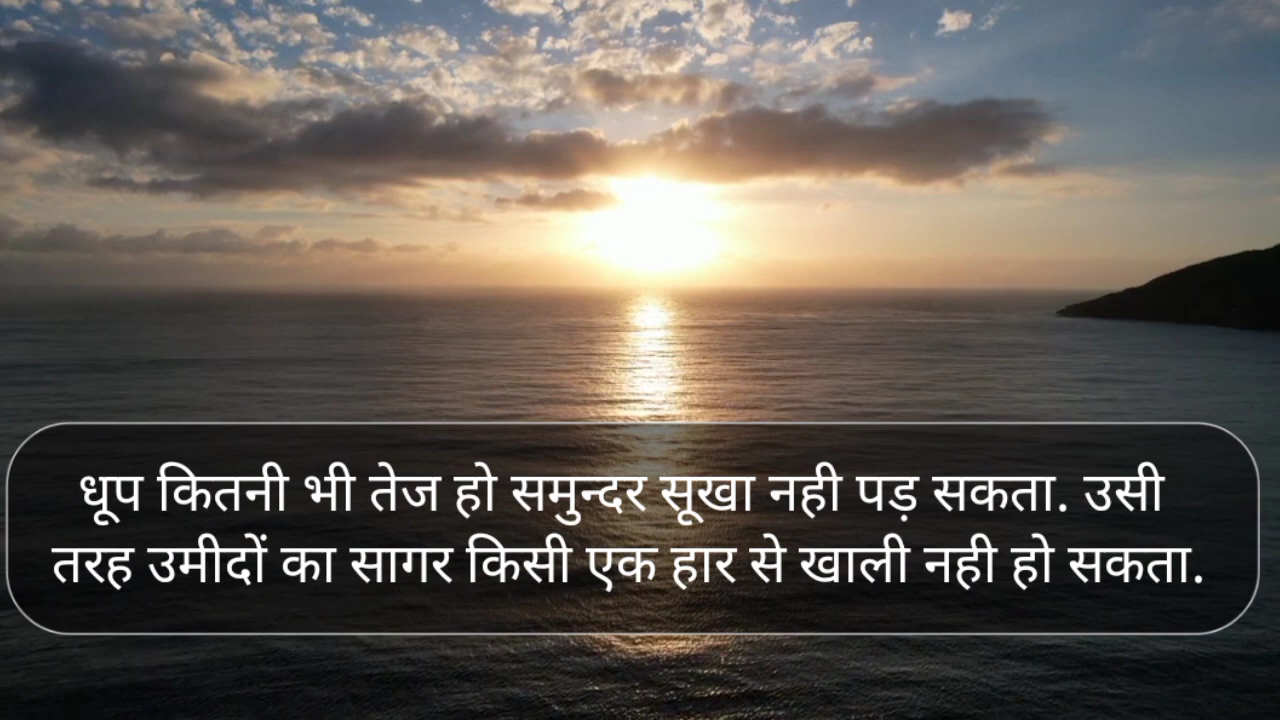 धूप कितनी भी तेज हो समुन्दर सूखा नही पड़ सकता. उसी
तरह उमीदों का सागर किसी एक हार से खाली नही हो सकता.